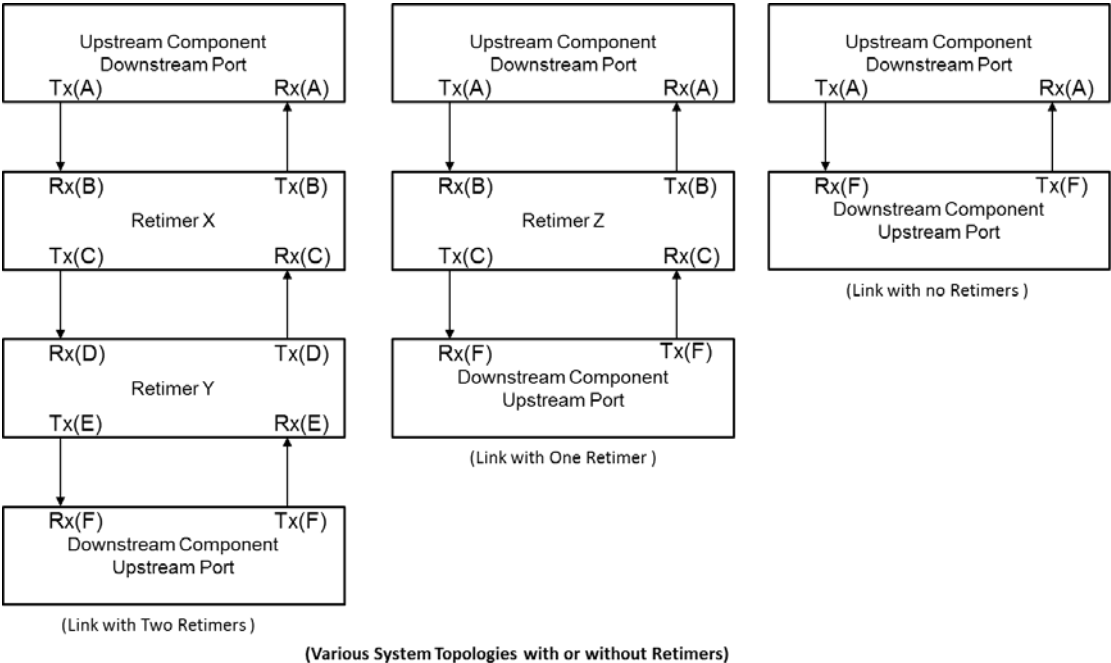 Upstream Component
Downstream Port
Tx(A) Rx(A)
Rx(B) Tx(B)
Retimer X
Tx(C) Rx(C)
Rx(D) Tx(D)
Retimer Y
Tx(E) Rx(E)
Rx(F) Tx(F)
Downstream Component
Upstream Port
(Link with Two Retimers )
Upstream Component
Downstream Port
Tx(A) Rx(A)
Rx(B) Tx(B)
Retimer Z
Tx(C) Rx(C)
Rx(F) Tx(F)
Downstream Component
Upstream Port
(Link with One Retimer )
Upstream Component
Downstream Port
Tx(A) Rx(A)
Rx(F) Tx(F)
Downstream Component
Upstream Port
(Link with no Retimers )
(Various System Topologies with or without Retimers)